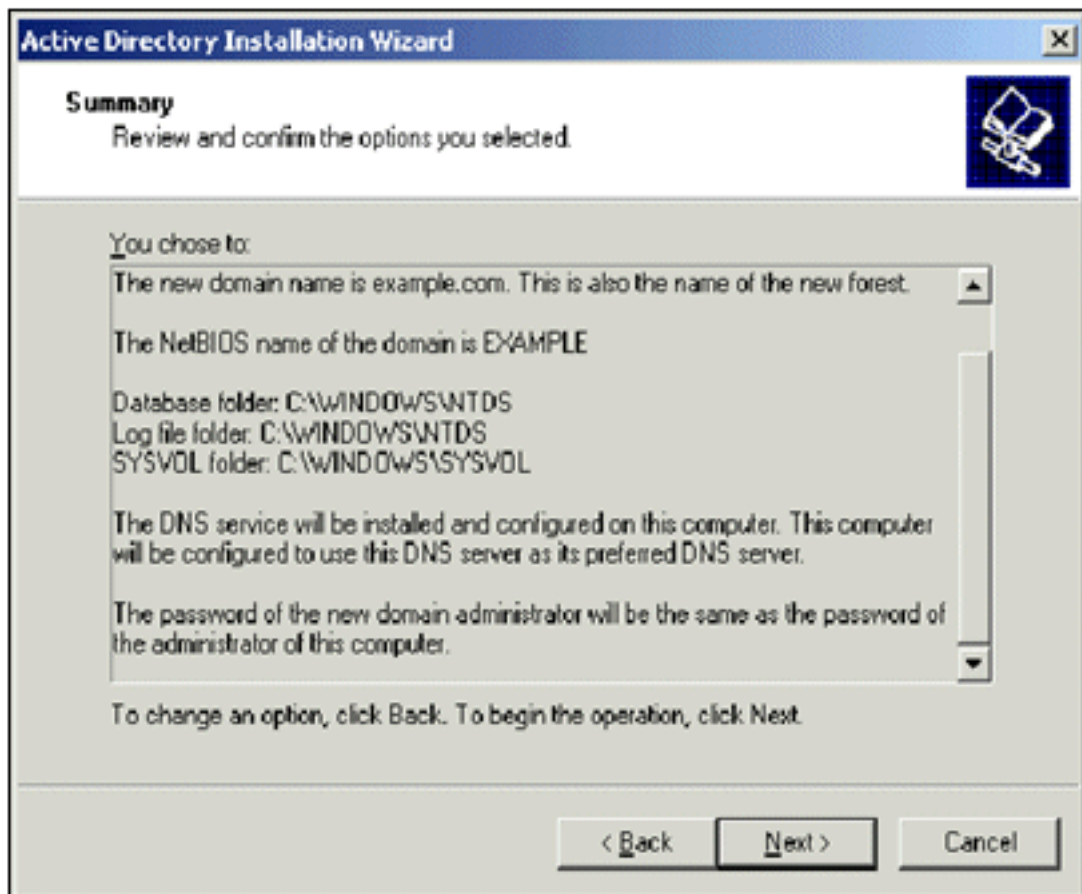 Active Directory Installation Wizard
Summary
Review and confirm the options you selected.
You chose to:
The new domain name is example.com. This is also the name of the new forest.
The NetBIOS name of the domain is EXAMPLE
Database folder: C:\WINDOWS\NTDS
Log file folder: C:\WINDOWS\NTDS
SYSVOL folder: C:\WINDOWS\SYSVOL
The DNS service will be installed and configured on this computer. This computer
will be configured to use this DNS server as its preferred DNS server.
The password of the new domain administrator will be the same as the password of
the administrator of this computer.
To change an option, click Back. To begin the operation, click Next.
< Back
Next >
Cancel